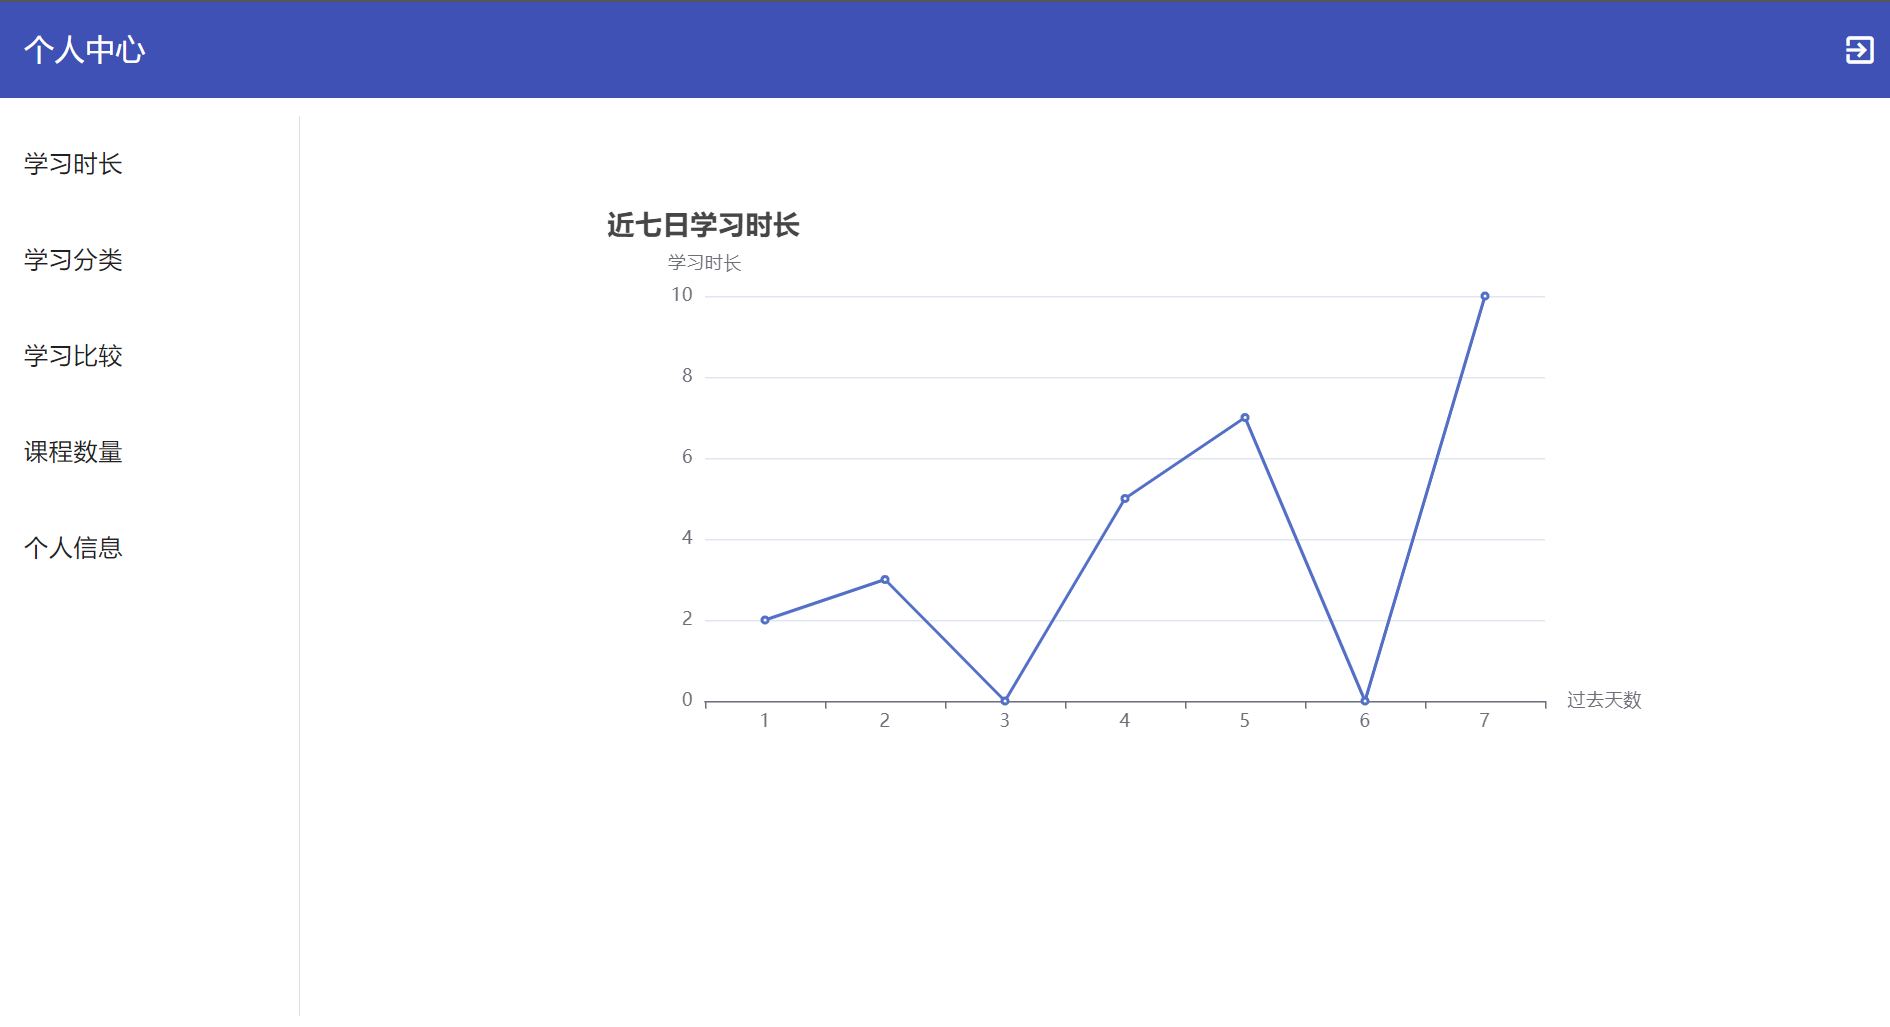 个人中心
学习时长
学习分类
学习比较
课程数量
个人信息
近七日学习时长
学习时长
10
8
6
4
2
0
1 2 3 4 5 6 7
过去天数